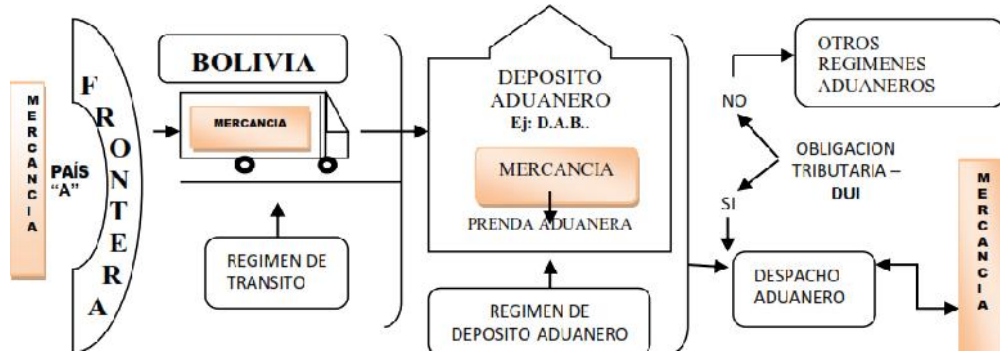 MERCANCIA
PAÍS
“A”
FRONTERA
BOLIVIA
MERCANCIA
REGIMEN DE
TRANSITO
DEPOSITO
ADUANERO
Ej: D.A.B..
MERCANCIA
PRENDA ADUANERA
REGIMEN DE
DEPOSITO ADUANERO
OTROS
REGIMENES
ADUANEROS
NO
OBLIGACION
TRIBUTARIA –
DUI
SI
DESPACHO
ADUANERO
MERCANCIA